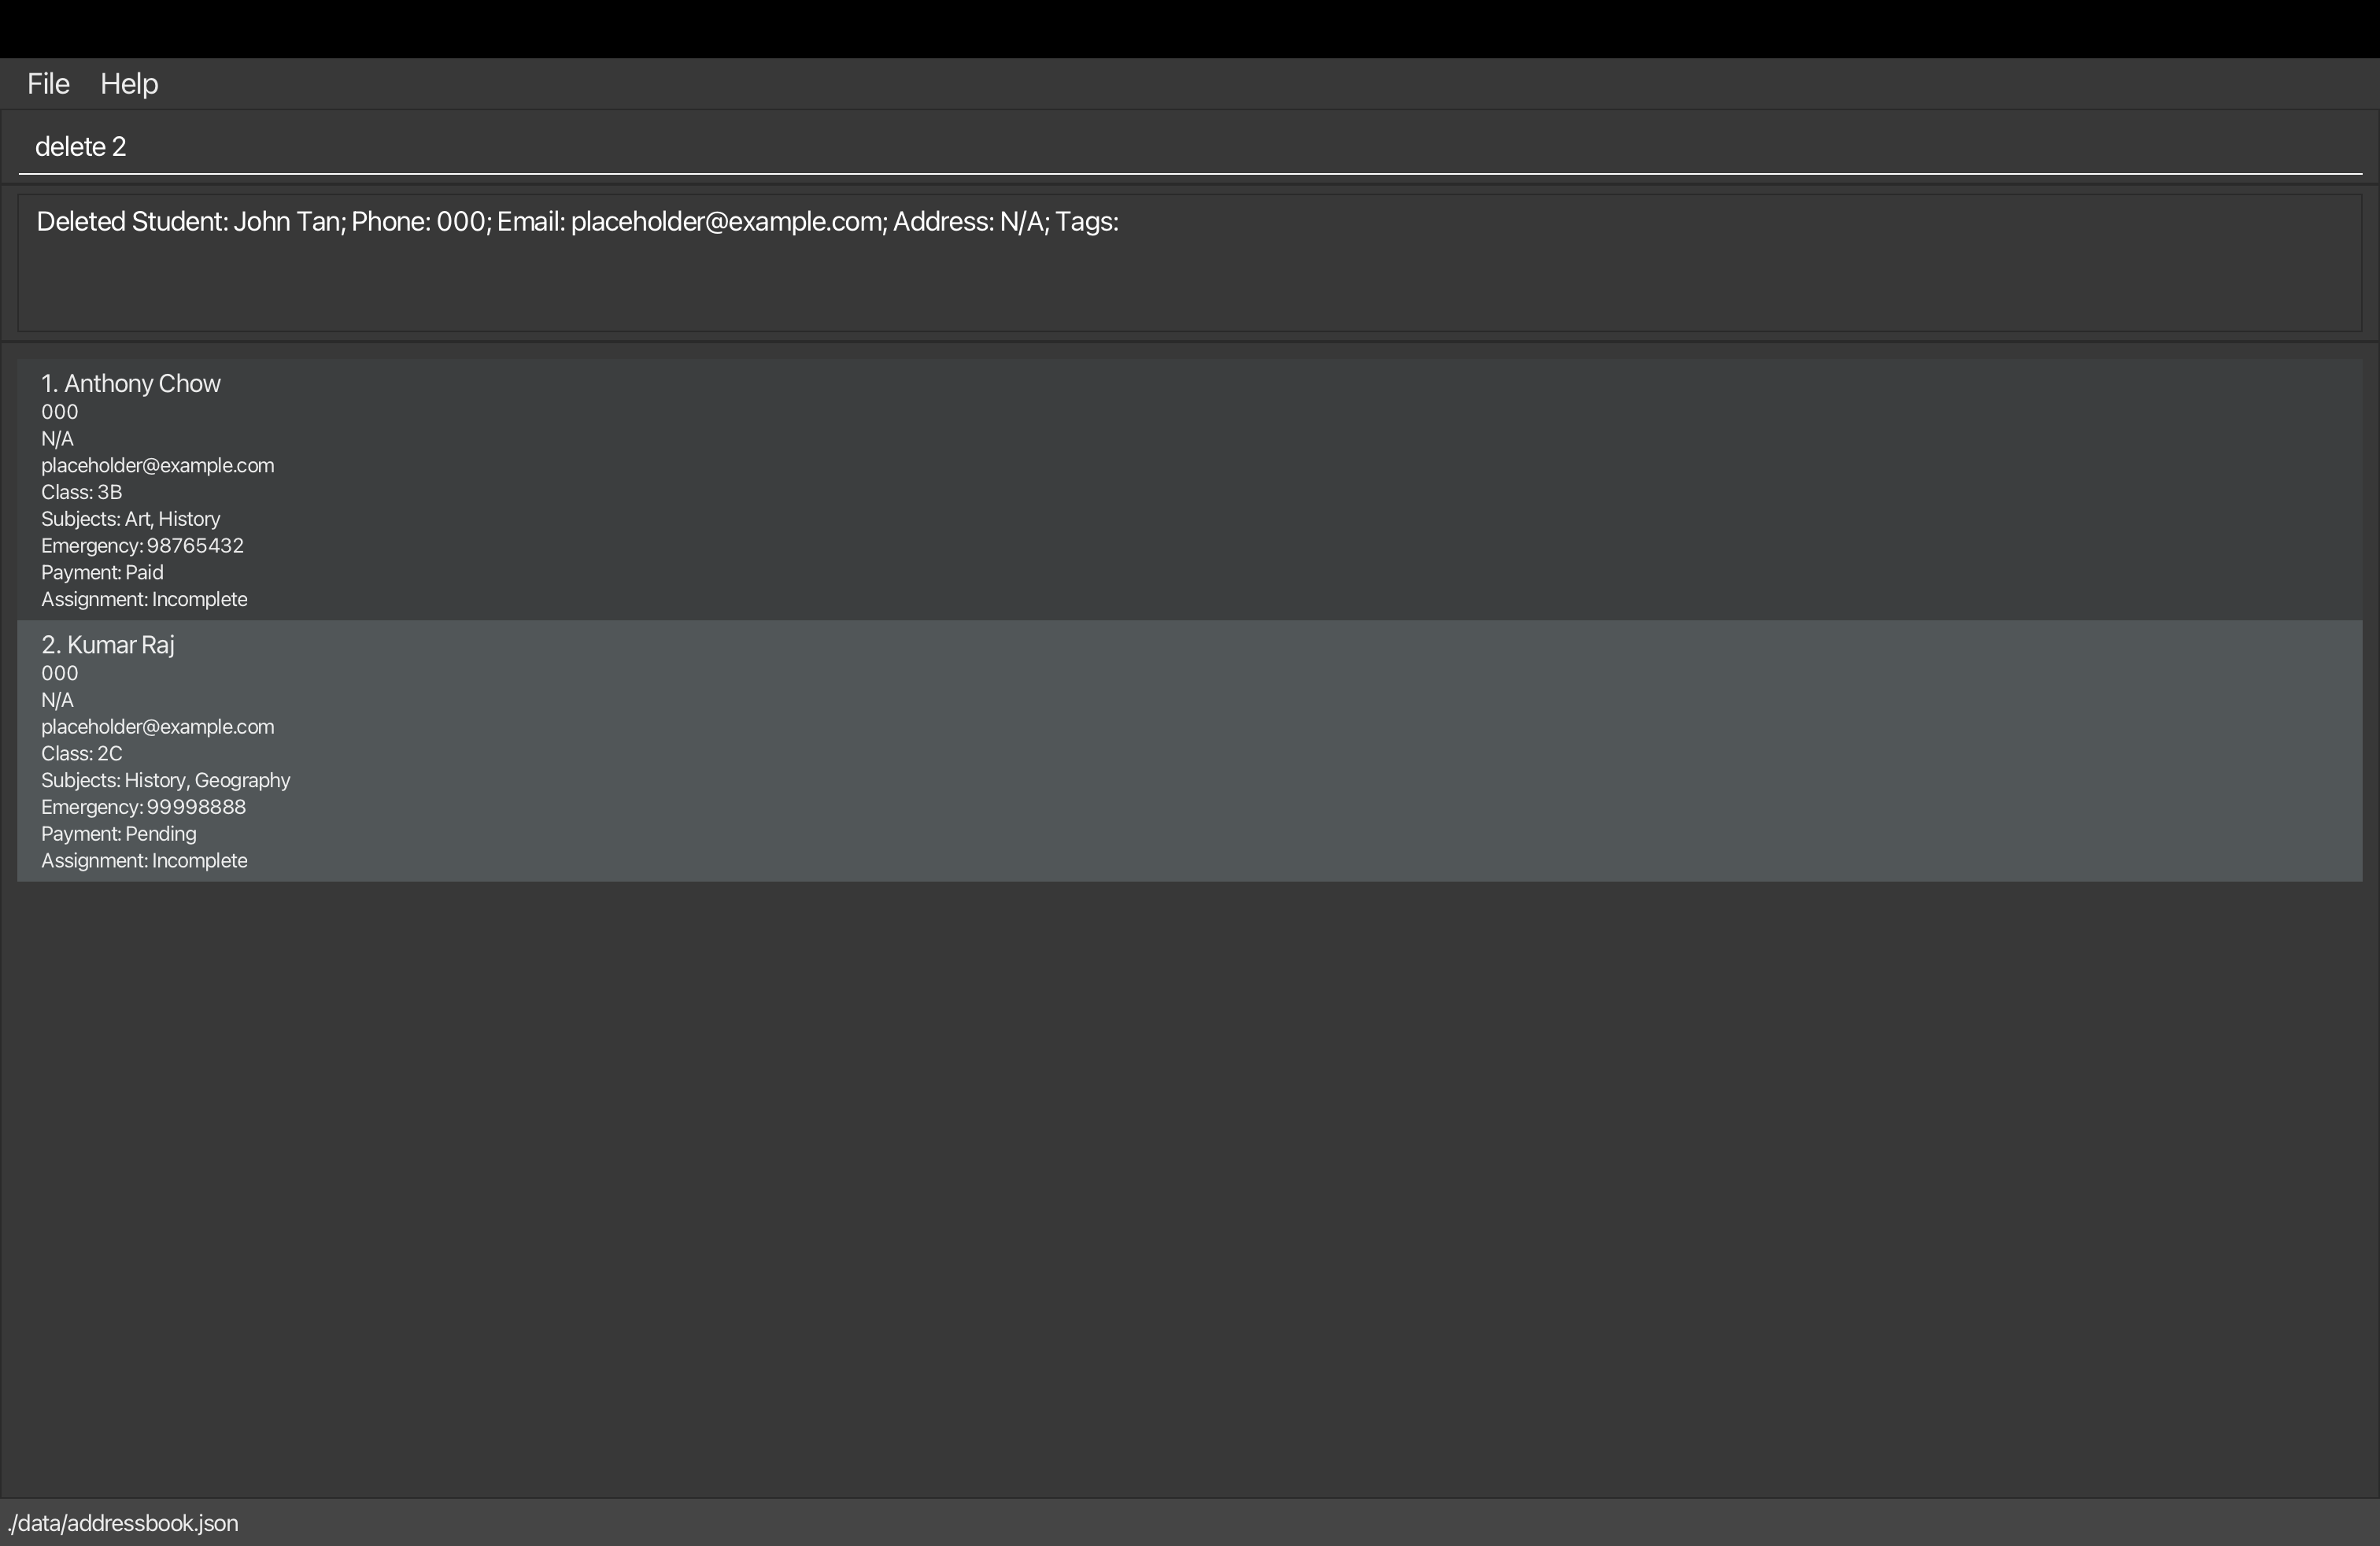 File Help
delete 2
Deleted Student: John Tan; Phone: 000; Email: placeholder@example.com; Address: N/A; Tags:
1. Anthony Chow
000
N/A
placeholder@example.com
Class: 3B
Subjects: Art, History
Emergency: 98765432
Payment: Paid
Assignment: Incomplete
2. Kumar Raj
000
N/A
placeholder@example.com
Class: 2C
Subjects: History, Geography
Emergency: 99998888
Payment: Pending
Assignment: Incomplete
./data/addressbook.json